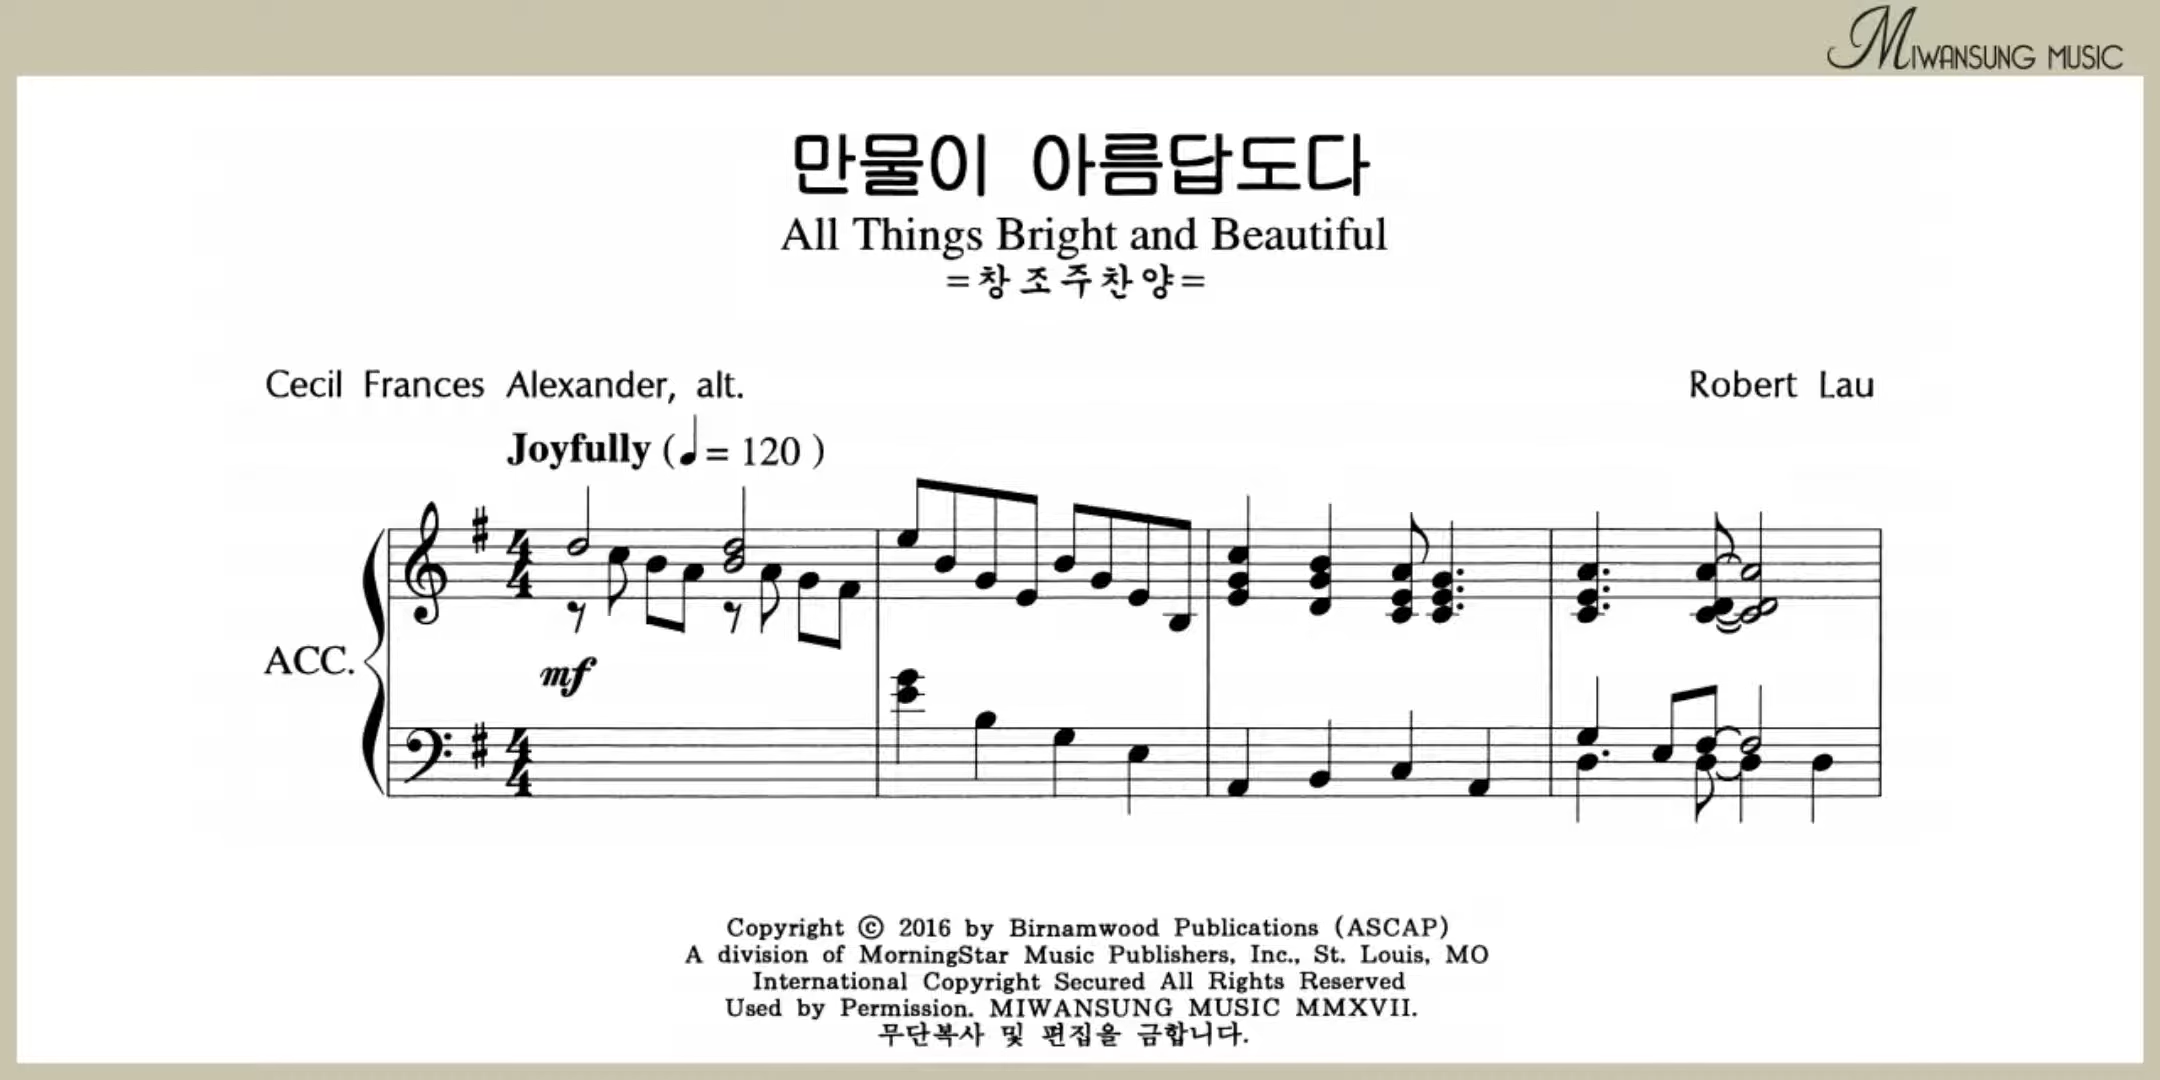 MIWANSUNG MUSIC
만물이 아름답도다
All Things Bright and Beautiful
=창조주찬양=
Cecil Frances Alexander, alt.
Robert Lau
Joyfully (♩= 120 )
ACC.
mf
Copyright ⓒ 2016 by Birnamwood Publications (ASCAP)
A division of MorningStar Music Publishers, Inc., St. Louis, MO
International Copyright Secured All Rights Reserved
Used by Permission. MIWANSUNG MUSIC MMXVII.
무단복사 및 편집을 금합니다.